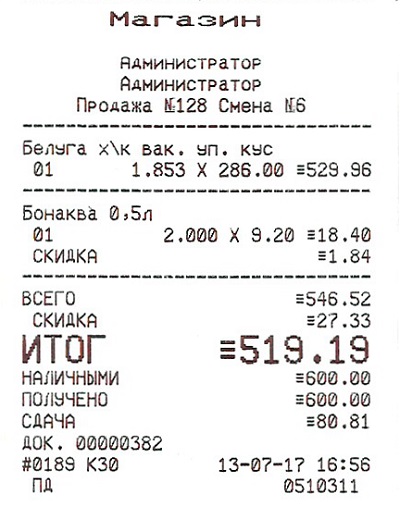 Магазин
Администратор
Администратор
Продажа №128 Смена №6
Белуга х\к вак. уп. кус
01 1.853 X 286.00 ≡529.96
Бонаква 0,5л
01 2.000 X 9.20 ≡18.40
СКИДКА ≡1.84
ВСЕГО ≡546.52
СКИДКА ≡27.33
ИТОГ ≡519.19
НАЛИЧНЫМИ ≡600.00
ПОЛУЧЕНО ≡600.00
СДАЧА ≡80.81
ДОК. 00000382
#0189 К30 13-07-17 16:56
ПД 0510311